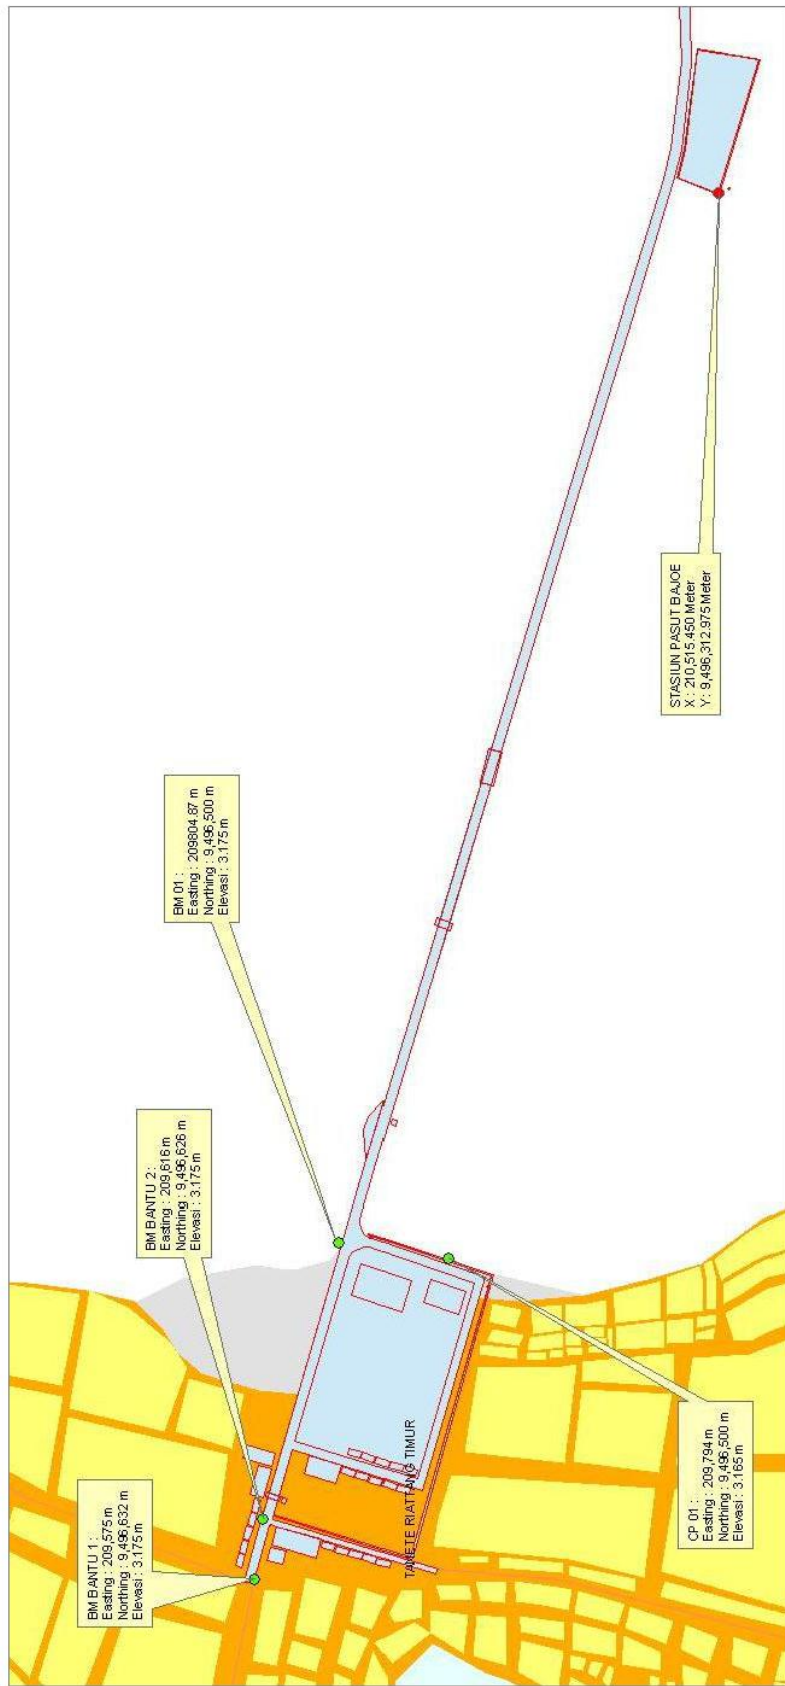 BM BANTU 1 :
Easting : 209,575 m
Northing : 9,496,632 m
Elevasi : 3.175 m
BM BANTU 2 :
Easting : 209,616 m
Northing : 9,496,626 m
Elevasi : 3.175 m
BM 01 :
Easting : 209804.87 m
Northing : 9,496,500 m
Elevasi : 3.175 m
TANETE RIATTANG TIMUR
CP 01 :
Easting : 209,794 m
Northing : 9,496,500 m
Elevasi : 3.165 m
STASIUN PASUT BAJOE
X : 210,515.450 Meter
Y : 9,496,312.975 Meter